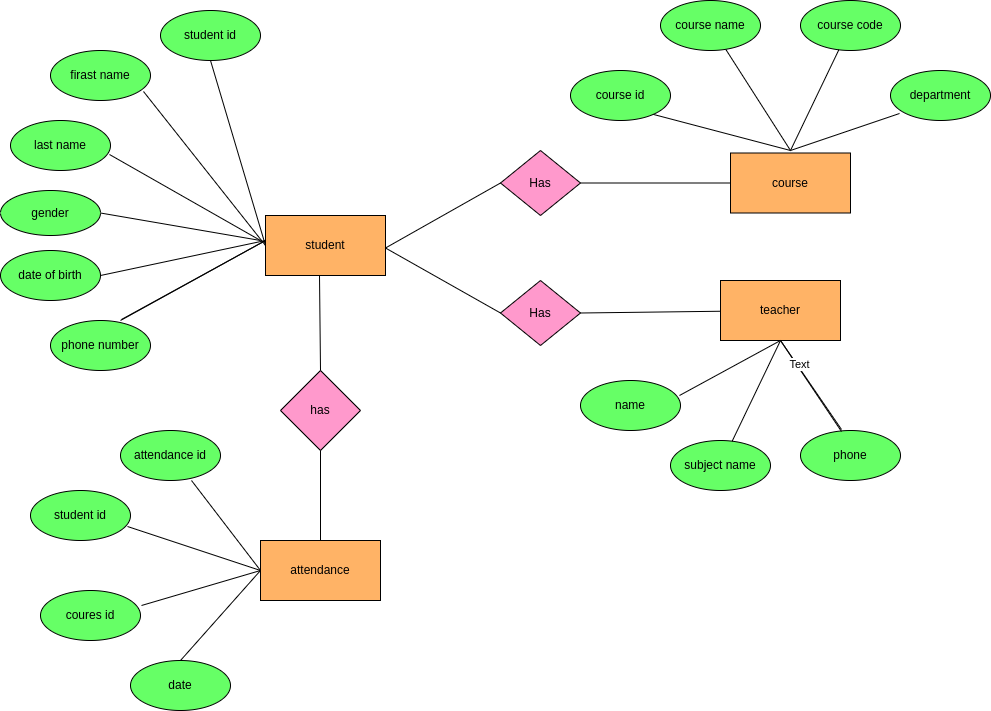 course name
course code
student id
firast name
course id
department
last name
Has
course
gender
student
date of birth
Has
teacher
phone number
Text
name
has
attendance id
subject name
phone
student id
attendance
coures id
date